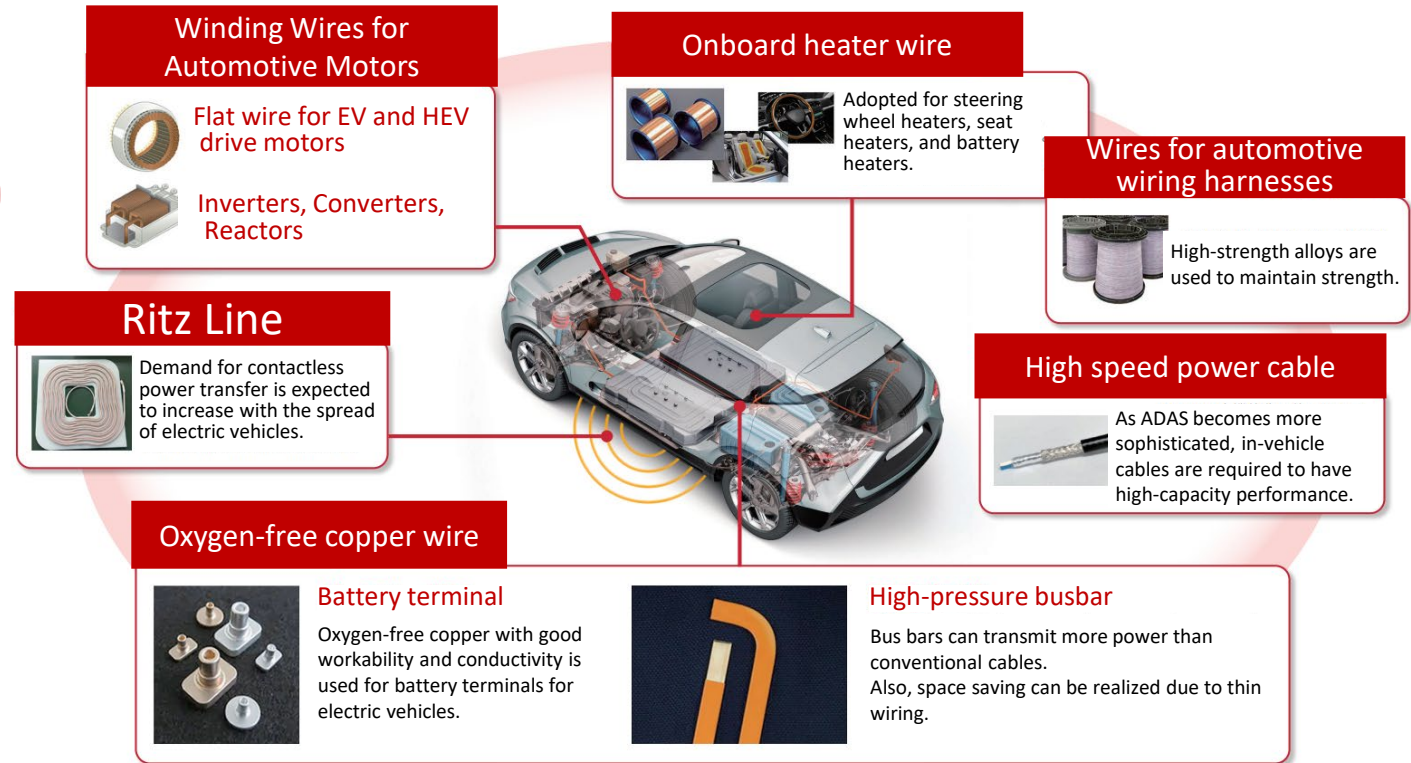 Winding Wires for
Automotive Motors
Flat wire for EV and HEV
drive motors
Inverters, Converters,
Reactors
Onboard heater wire
Adopted for steering
wheel heaters, seat
heaters, and battery
heaters.
Wires for automotive
wiring harnesses
High-strength alloys are
used to maintain strength.
Ritz Line
Demand for contactless
power transfer is expected
to increase with the spread
of electric vehicles.
High speed power cable
As ADAS becomes more
sophisticated, in-vehicle
cables are required to have
high-capacity performance.
Oxygen-free copper wire
Battery terminal
Oxygen-free copper with good
workability and conductivity is
used for battery terminals for
electric vehicles.
High-pressure busbar
Bus bars can transmit more power than
conventional cables.
Also, space saving can be realized due to thin
wiring.